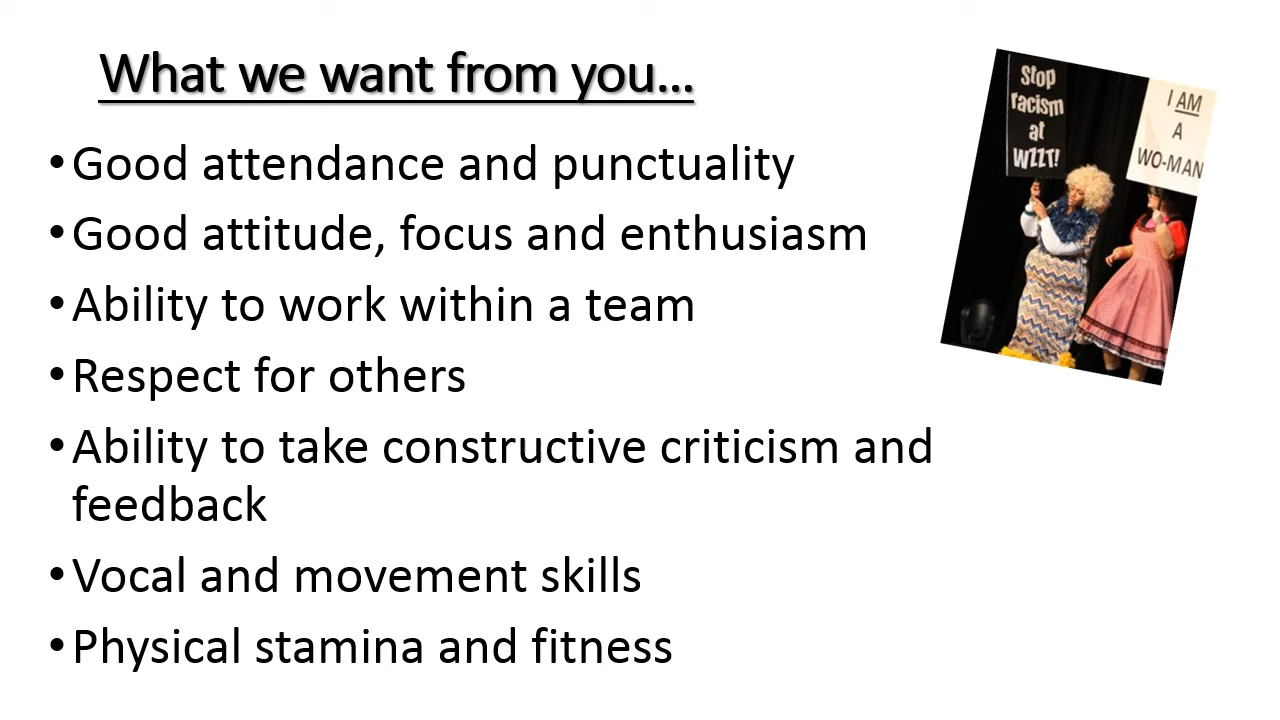 What we want from you...
• Good attendance and punctuality
• Good attitude, focus and enthusiasm
• Ability to work within a team
• Respect for others
• Ability to take constructive criticism and
feedback
• Vocal and movement skills
• Physical stamina and fitness
Stop
racism
at
WZZT!
I AM
A
WO-MAN